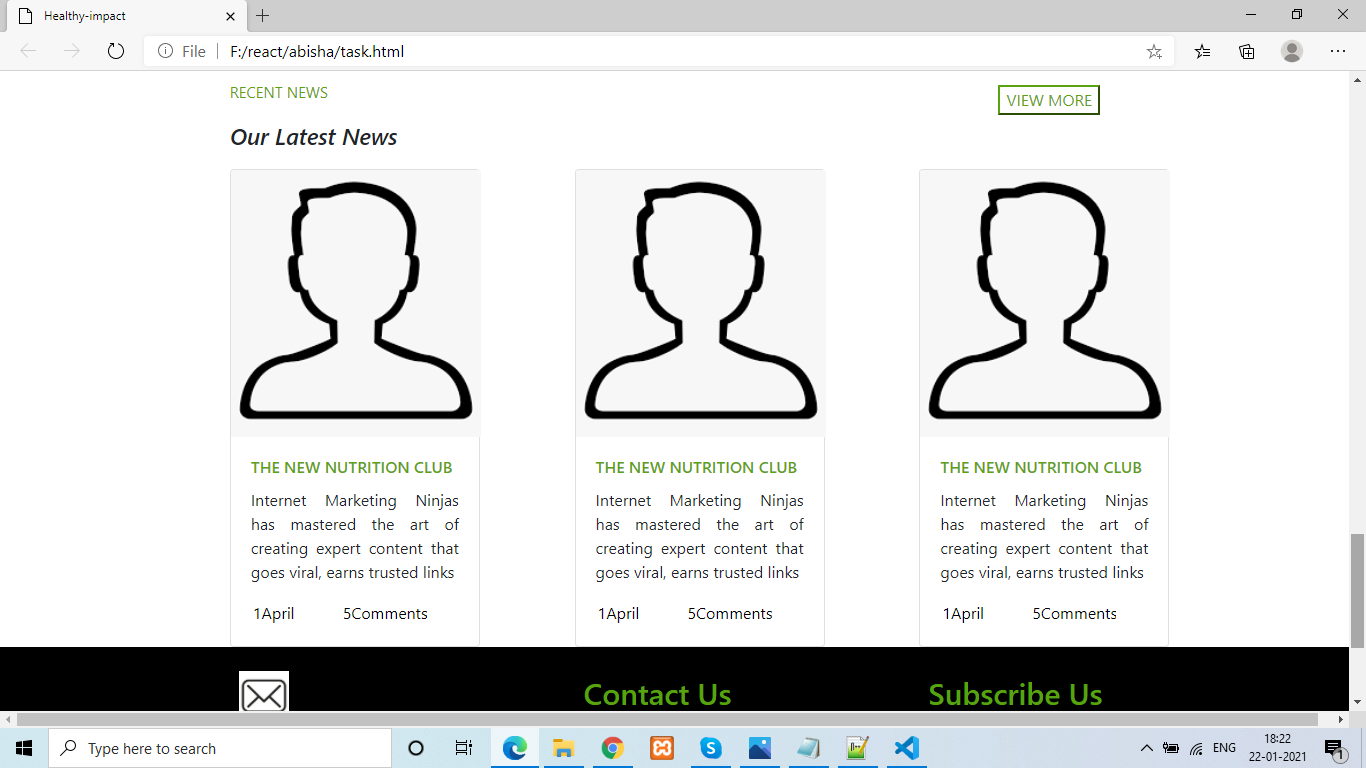 Healthy-impact
File
F:/react/abisha/task.html
RECENT NEWS
VIEW MORE
Our Latest News
THE NEW NUTRITION CLUB
Internet Marketing Ninjas
has mastered the art of
creating expert content that
goes viral, earns trusted links
1April 5Comments
THE NEW NUTRITION CLUB
Internet Marketing Ninjas
has mastered the art of
creating expert content that
goes viral, earns trusted links
1April 5Comments
THE NEW NUTRITION CLUB
Internet Marketing Ninjas
has mastered the art of
creating expert content that
goes viral, earns trusted links
1April 5Comments
Contact Us
Subscribe Us
Type here to search
ENG
18:22
22-01-2021
1